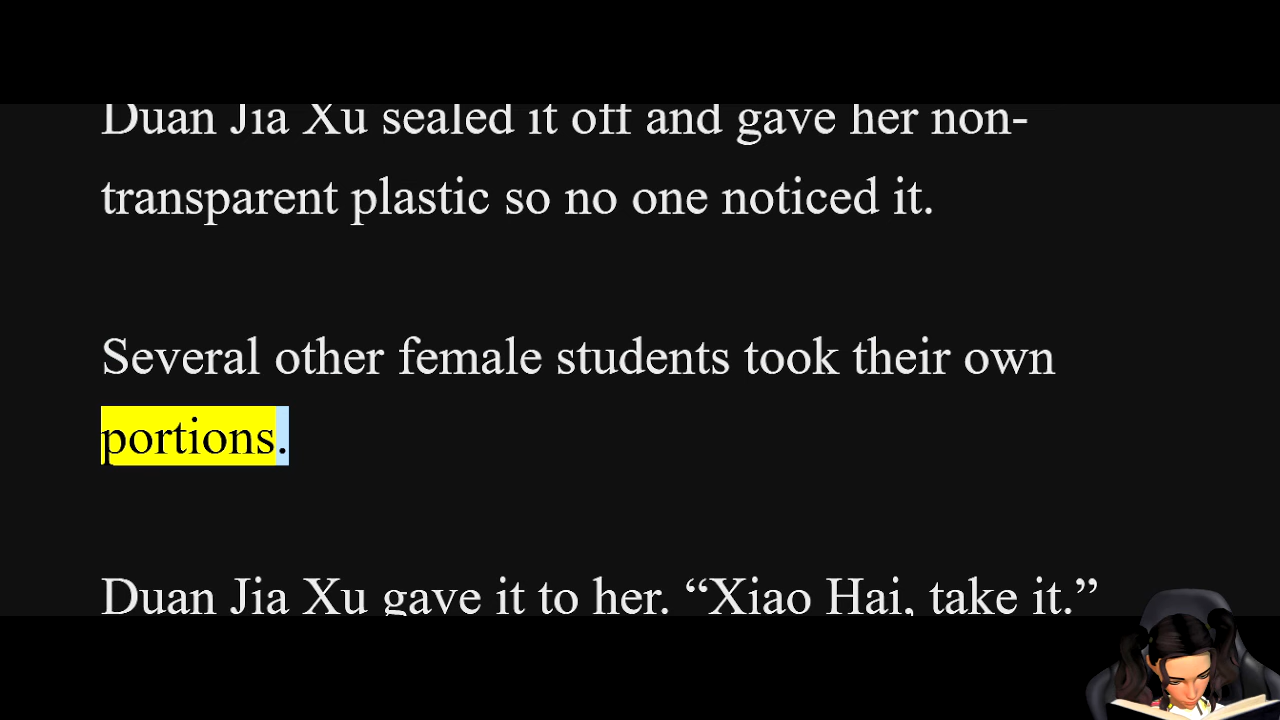 Duan Jia Xu sealed it off and gave her non-
transparent plastic so no one noticed it.
Several other female students took their own
portions.
Duan Jia Xu gave it to her. “Xiao Hai, take it.”